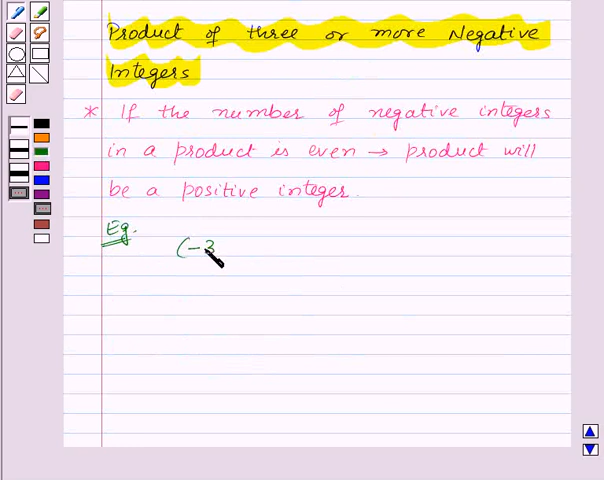 Product of three or more Negative
Integers
* If the number of negative integers
in a product is even → product will
be a positive integer.
Eg.
(-3